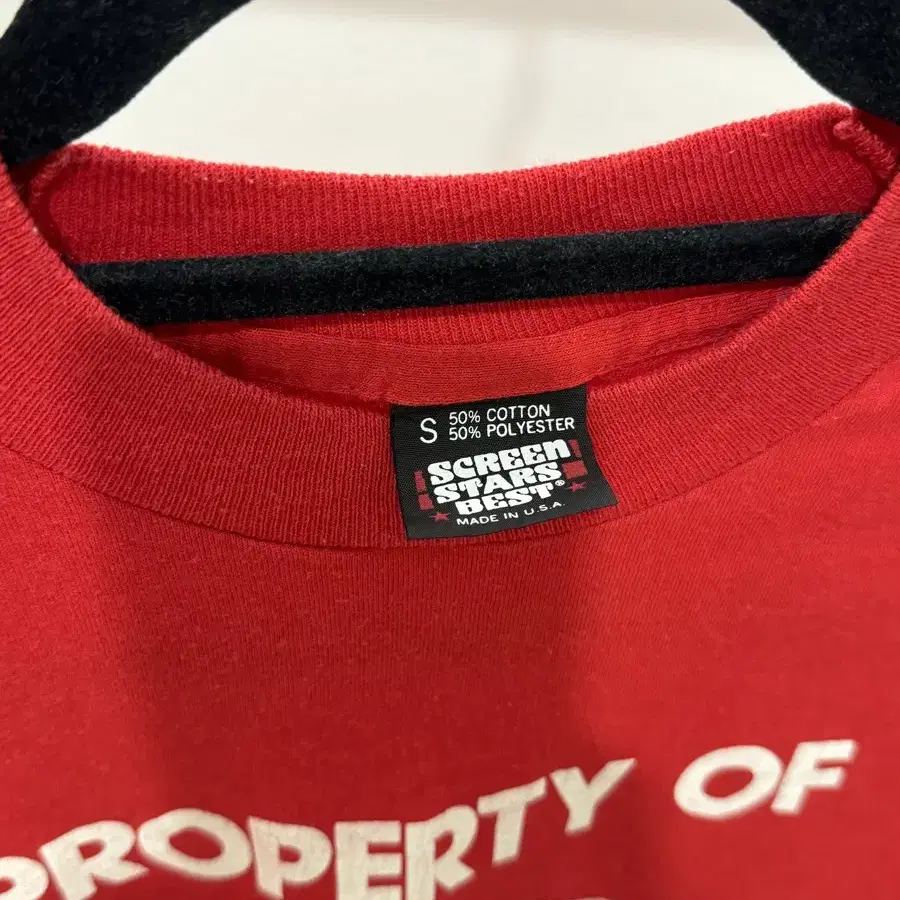 S 50% COTTON
50% POLYESTER
SCREEN
STARS
BEST®
MADE IN U.S.A.
PROPERTY OF